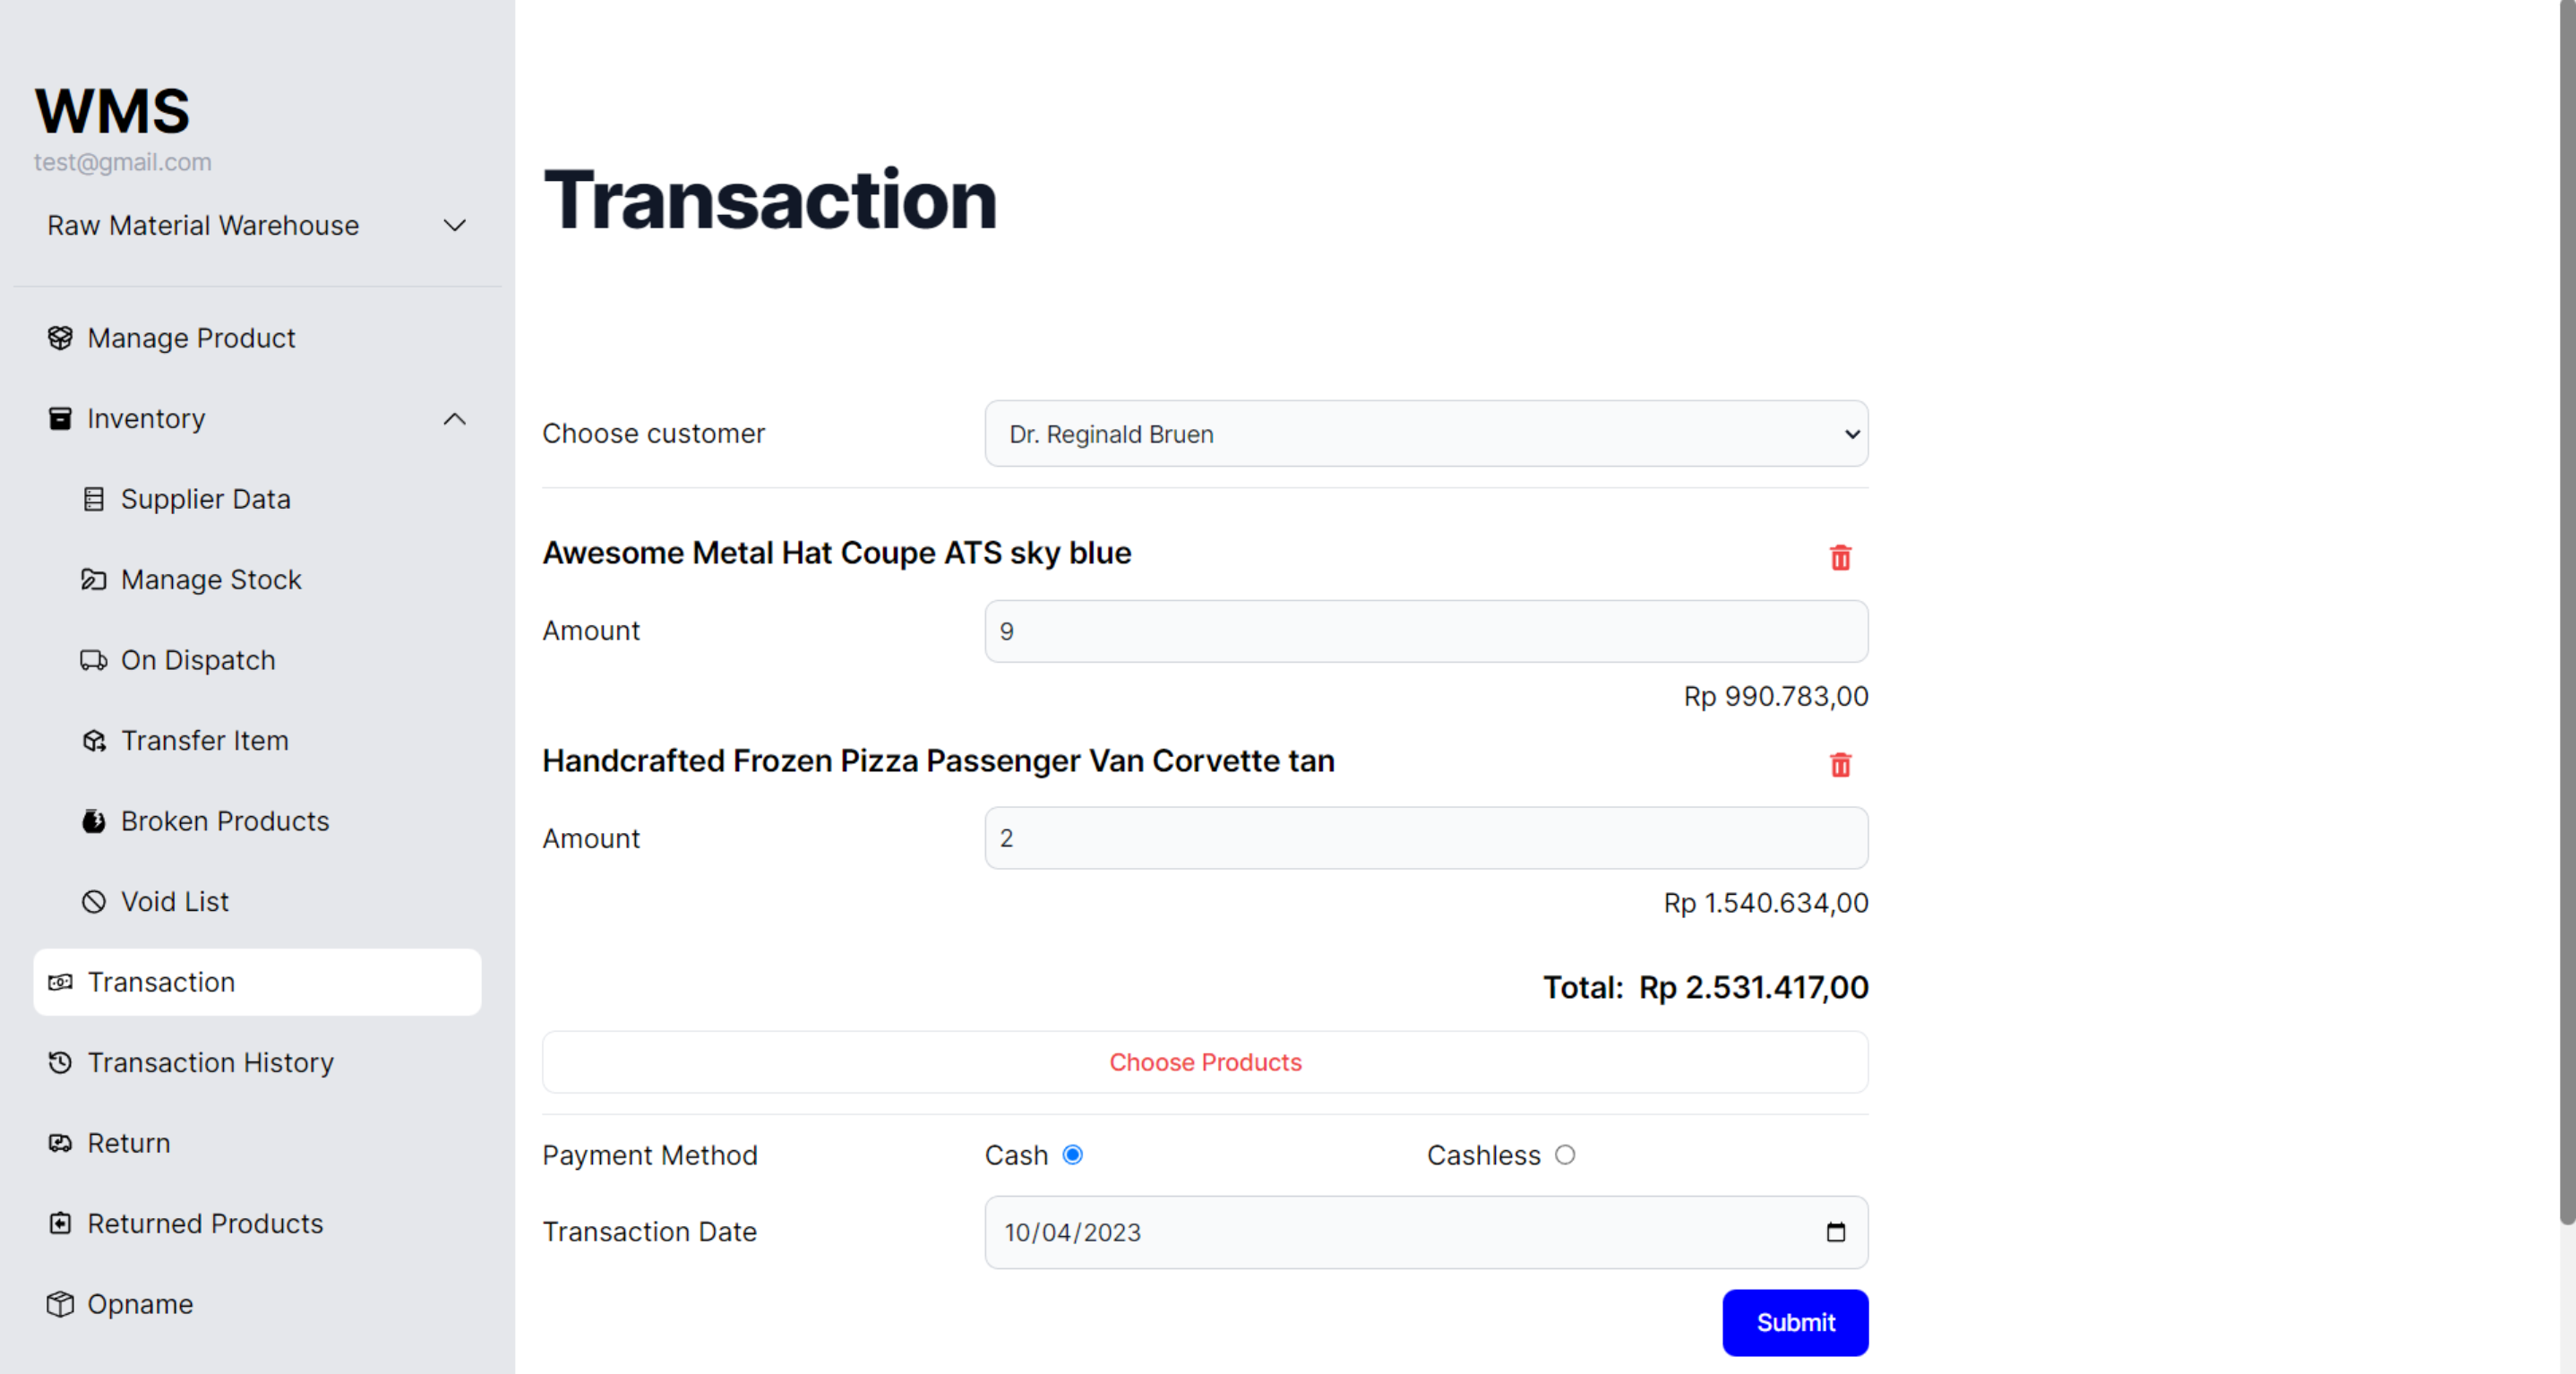 WMS
test@gmail.com
Raw Material Warehouse
Manage Product
Inventory
Supplier Data
Manage Stock
On Dispatch
Transfer Item
Broken Products
Void List
Transaction
Transaction History
Return
Returned Products
Opname
Transaction
Choose customer Dr. Reginald Bruen
Awesome Metal Hat Coupe ATS sky blue
Amount 9
Rp 990.783,00
Handcrafted Frozen Pizza Passenger Van Corvette tan
Amount 2
Rp 1.540.634,00
Total: Rp 2.531.417,00
Choose Products
Payment Method Cash Cashless
Transaction Date 10/04/2023
Submit